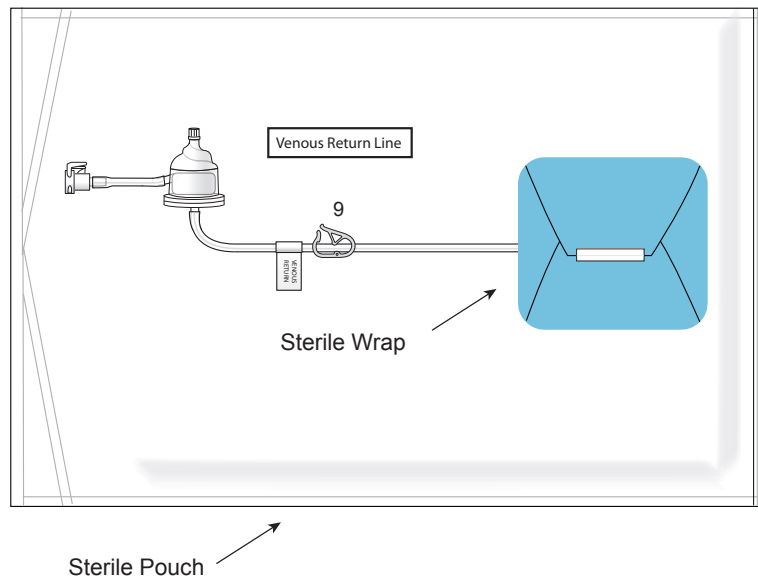 Venous Return Line
9
VENOUS
RETURN
Sterile Wrap
Sterile Pouch